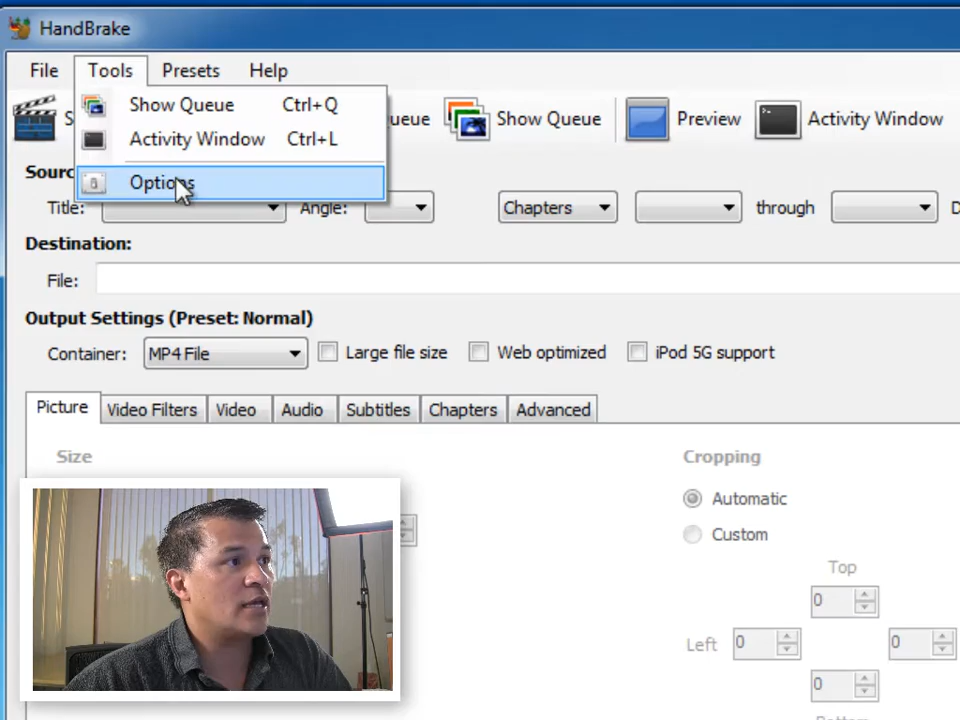 HandBrake
File Tools Presets Help
Show Queue Ctrl+Q
Activity Window Ctrl+L
Options
Show Queue Preview Activity Window
Title: Angle: Chapters through
Destination:
File:
Output Settings (Preset: Normal)
Container: MP4 File Large file size Web optimized iPod 5G support
Picture Video Filters Video Audio Subtitles Chapters Advanced
Size Cropping
Automatic
Custom
Top
0
Left 0 0
0